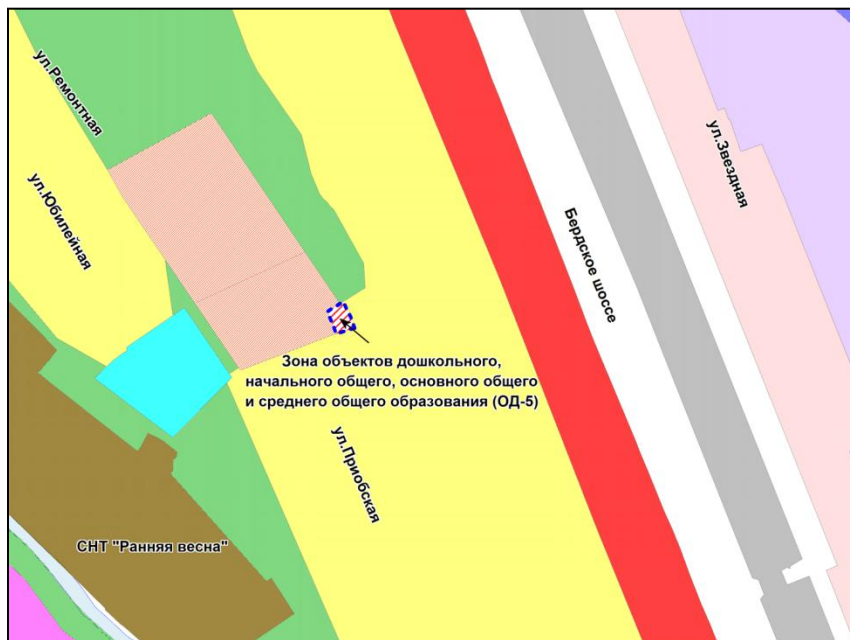 ул.Ремонтная
ул.Юбилейная
ул.Звездная
Бердское шоссе
Зона объектов дошкольного,
начального общего, основного общего
и среднего общего образования (ОД-5)
ул.Приобская
СНТ "Ранняя весна"